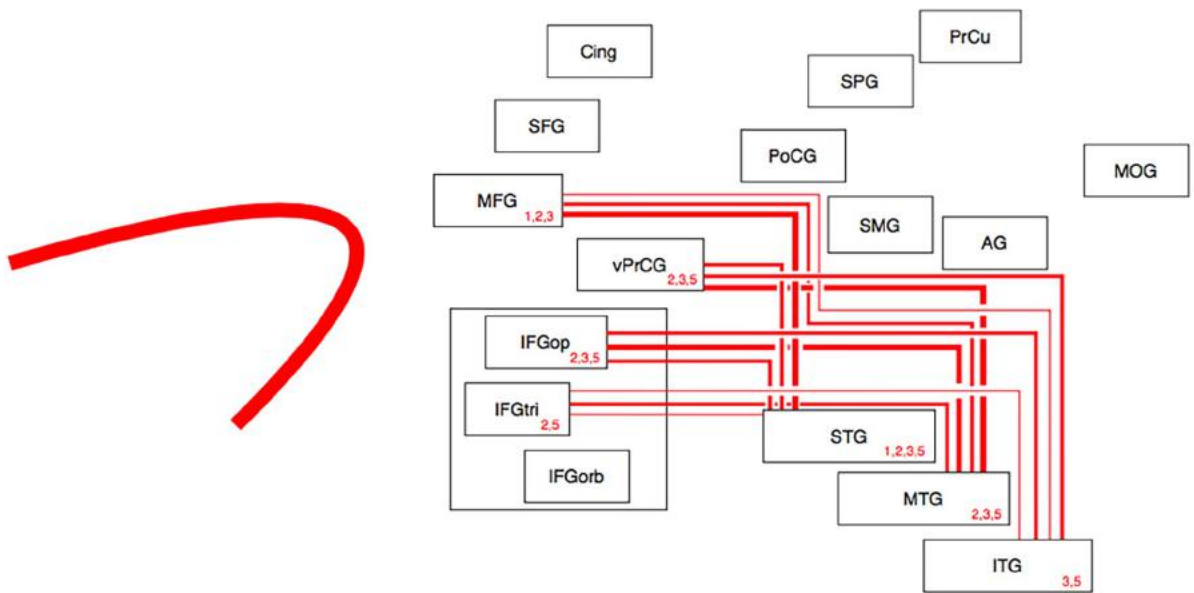 Cing
PrCu
SPG
SFG
PoCG
MOG
MFG
1,2,3
SMG
AG
vPrCG
2,3,5
IFGop
2,3,5
IFGtri
2,5
STG
1,2,3,5
IFGorb
MTG
2,3,5
ITG
3,5